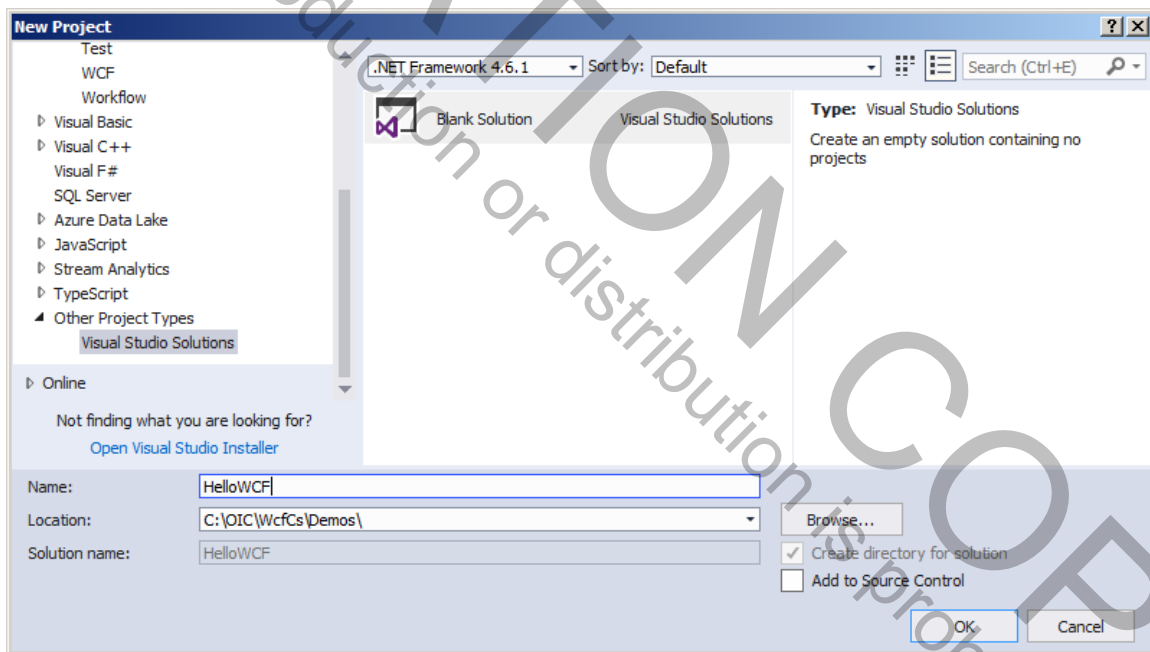 New Project
Test
WCF
Workflow
Visual Basic
Visual C++
Visual F#
SQL Server
Azure Data Lake
JavaScript
Stream Analytics
TypeScript
Other Project Types
Visual Studio Solutions
Online
Not finding what you are looking for?
Open Visual Studio Installer
.NET Framework 4.6.1 Sort by: Default Search (Ctrl+E)
Blank Solution Visual Studio Solutions
Type: Visual Studio Solutions
Create an empty solution containing no
projects
Name: HelloWCF
Location: C:\OIC\WcfCs\Demos\ Browse...
Solution name: HelloWCF
Create directory for solution
Add to Source Control
OK Cancel
or distribution is